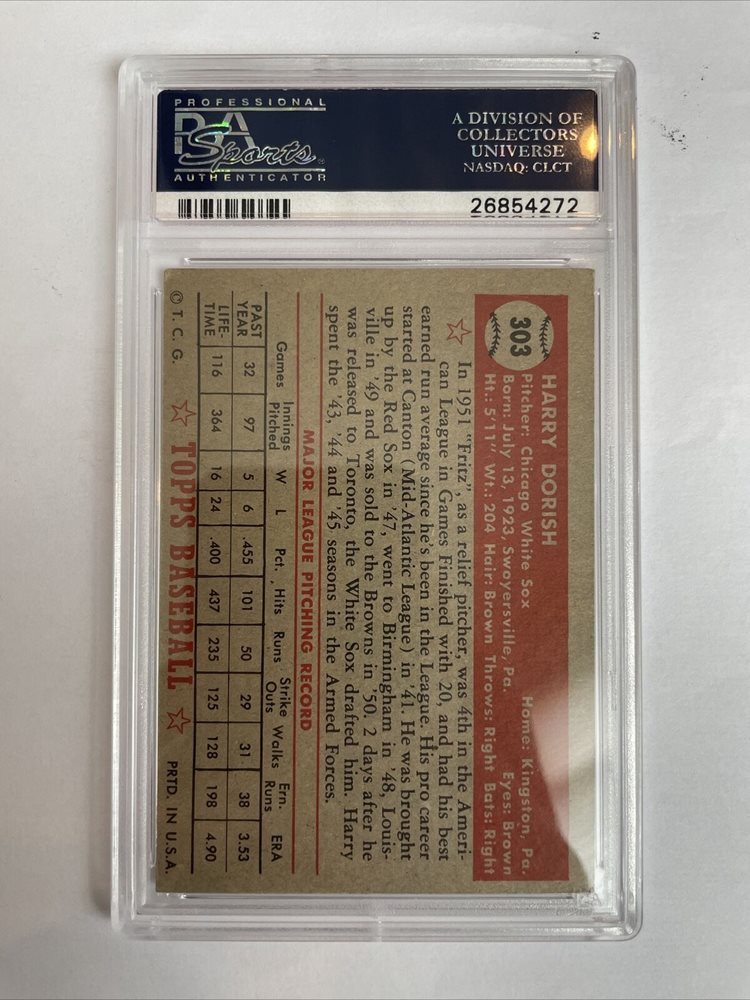 PROFESSIONAL
PSA
Sports
AUTHENTICATOR
A DIVISION OF
COLLECTORS
UNIVERSE
NASDAQ: CLCT
26854272
303
HARRY DORISH
Pitcher: Chicago White Sox Home: Kingston, Pa.
Born: July 13, 1923, Swoyersville, Pa. Eyes: Brown
Ht.: 5'11" Wt.: 204 Hair: Brown Throws: Right Bats: Right
In 1951 "Fritz", as a relief pitcher, was 4th in the Ameri-
can League in Games Finished with 20, and had his best
earned run average since he's been in the League. His pro career
started at Canton (Mid-Atlantic League) in '41. He was brought
up by the Red Sox in '47, went to Birmingham in '48, Louis-
ville in '49 and was sold to the Browns in '50. 2 days after he
was released to Toronto, the White Sox drafted him. Harry
spent the '43, '44 and '45 seasons in the Armed Forces.
MAJOR LEAGUE PITCHING RECORD
Games Innings Pitched W L Pct. Hits Runs Strike Outs Walks Ern. Runs ERA
PAST YEAR 32 97 5 6 .455 101 50 29 31 38 3.53
LIFE-TIME 116 364 16 24 .400 437 235 125 128 198 4.90
© T. C. G. TOPPS BASEBALL PRTD. IN U.S.A.